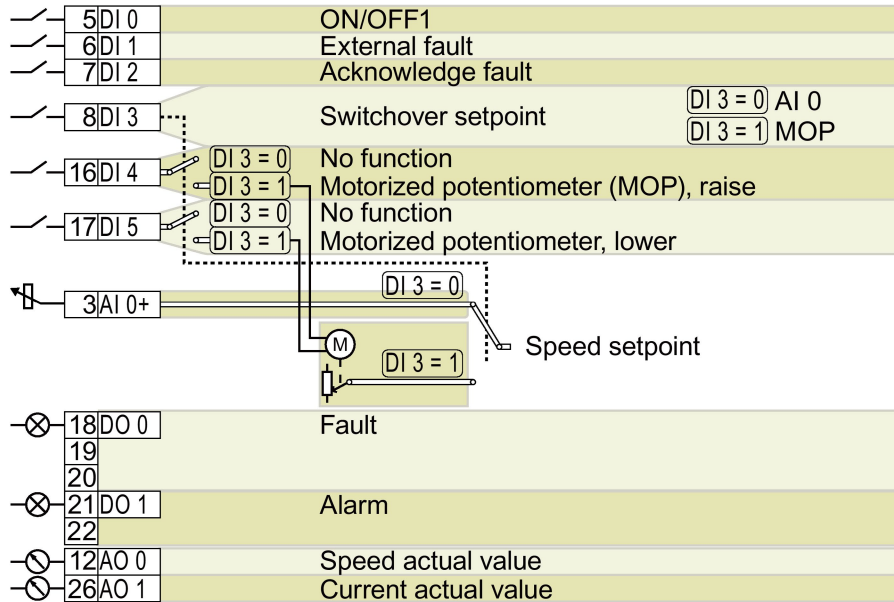 5 DI 0 ON/OFF1
6 DI 1 External fault
7 DI 2 Acknowledge fault
8 DI 3 Switchover setpoint DI 3 = 0 AI 0
DI 3 = 1 MOP
16 DI 4 DI 3 = 0 No function
DI 3 = 1 Motorized potentiometer (MOP), raise
17 DI 5 DI 3 = 0 No function
DI 3 = 1 Motorized potentiometer, lower
DI 3 = 0
3 AI 0+
M Speed setpoint
DI 3 = 1
18 DO 0 Fault
19
20
21 DO 1 Alarm
22
12 AO 0 Speed actual value
26 AO 1 Current actual value